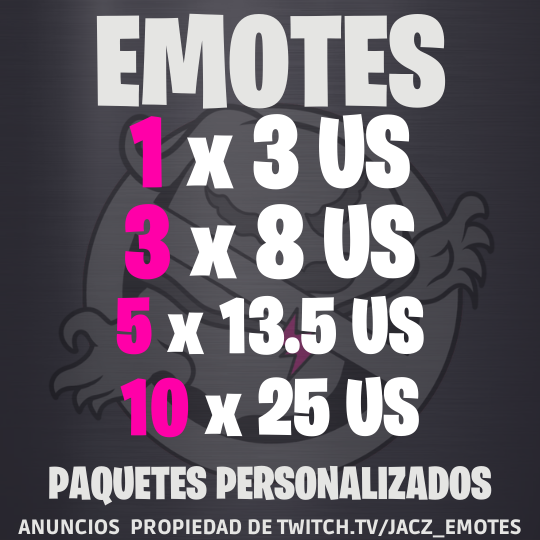 EMOTES
1 x 3 US
3 x 8 US
5 x 13.5 US
10 x 25 US
PAQUETES PERSONALIZADOS
ANUNCIOS PROPIEDAD DE TWITCH.TV/JACZ_EMOTES